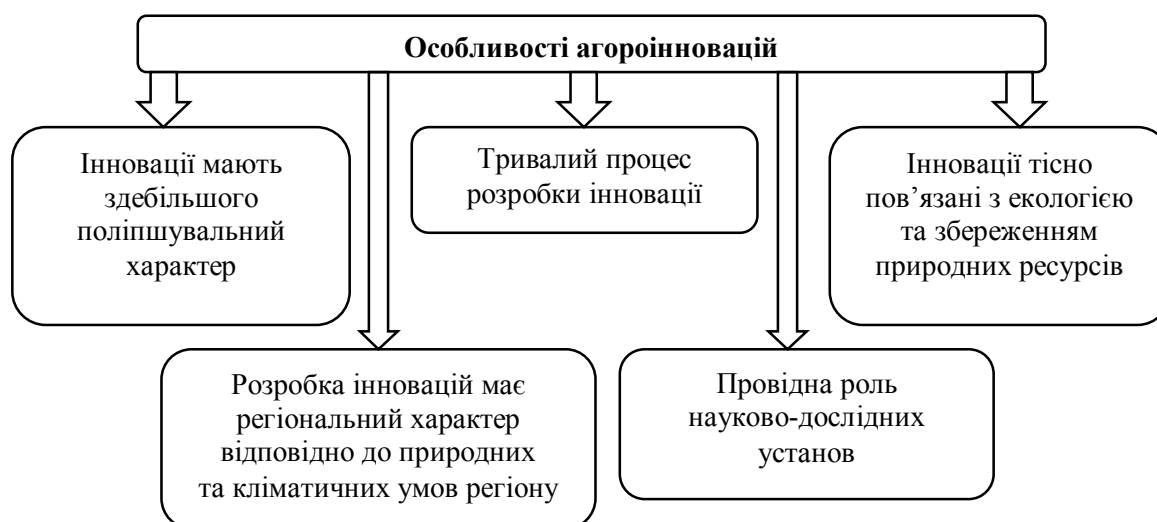 Особливості агороінновацій
Інновації мають
здебільшого
поліпшувальний
характер
Тривалий процес
розробки інновації
Інновації тісно
пов’язані з екологією
та збереженням
природних ресурсів
Розробка інновацій має
регіональний характер
відповідно до природних
та кліматичних умов регіону
Провідна роль
науково-дослідних
установ